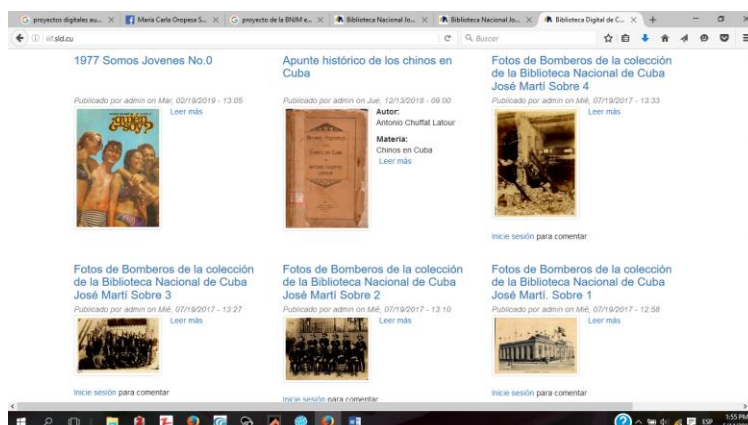 proyectos digitales au...
Maria Carla Oropesa S...
proyecto de la BNJM e...
Biblioteca Nacional Jo...
Biblioteca Nacional Jo...
Biblioteca Digital de C...
iiif.sld.cu
Buscar
1977 Somos Jovenes No.0
Publicado por admin on Mar, 02/19/2019 - 13:05
Leer más
¿quién soy?
Apunte histórico de los chinos en
Cuba
Publicado por admin on Jue, 12/13/2018 - 09:00
Autor:
Antonio Chuffat Latour
Materia:
Chinos en Cuba
Leer más
Fotos de Bomberos de la colección
de la Biblioteca Nacional de Cuba
José Martí Sobre 4
Publicado por admin on Mié, 07/19/2017 - 13:33
Leer más
Inicie sesión para comentar
Fotos de Bomberos de la colección
de la Biblioteca Nacional de Cuba
José Martí Sobre 3
Publicado por admin on Mié, 07/19/2017 - 13:27
Leer más
Inicie sesión para comentar
Fotos de Bomberos de la colección
de la Biblioteca Nacional de Cuba
José Martí Sobre 2
Publicado por admin on Mié, 07/19/2017 - 13:10
Leer más
Inicie sesión para comentar
Fotos de Bomberos de la colección
de la Biblioteca Nacional de Cuba
José Martí. Sobre 1
Publicado por admin on Mié, 07/19/2017 - 12:58
Leer más
Inicie sesión para comentar
ESP
1:55 PM